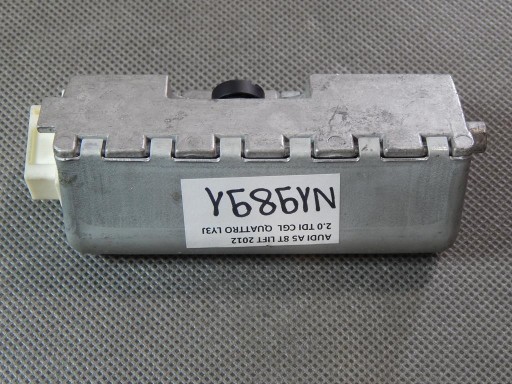 AUDI A5 8T LIFT 2012
2.0 TDI CGL QUATTRO LY3J